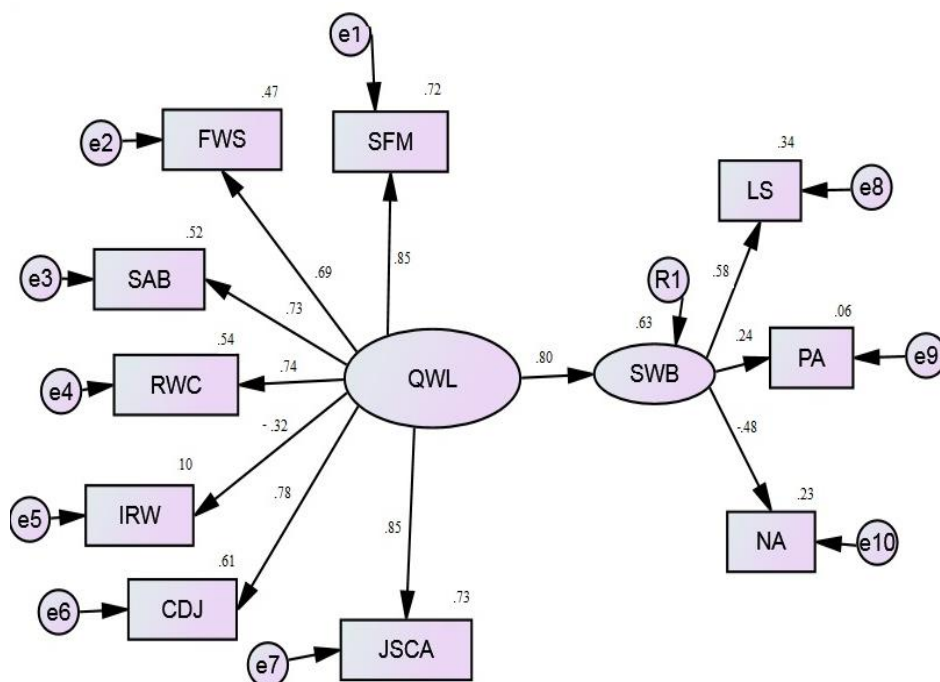 e1
.72
SFM
.47
e2
FWS
.85
.69
.52
e3
SAB
.73
.54
e4
RWC
.74
- .32
10
e5
IRW
.78
.61
e6
CDJ
.85
.73
e7
JSCA
QWL
.80
R1
.63
SWB
.34
LS
e8
.58
.06
.24
PA
e9
-.48
.23
NA
e10